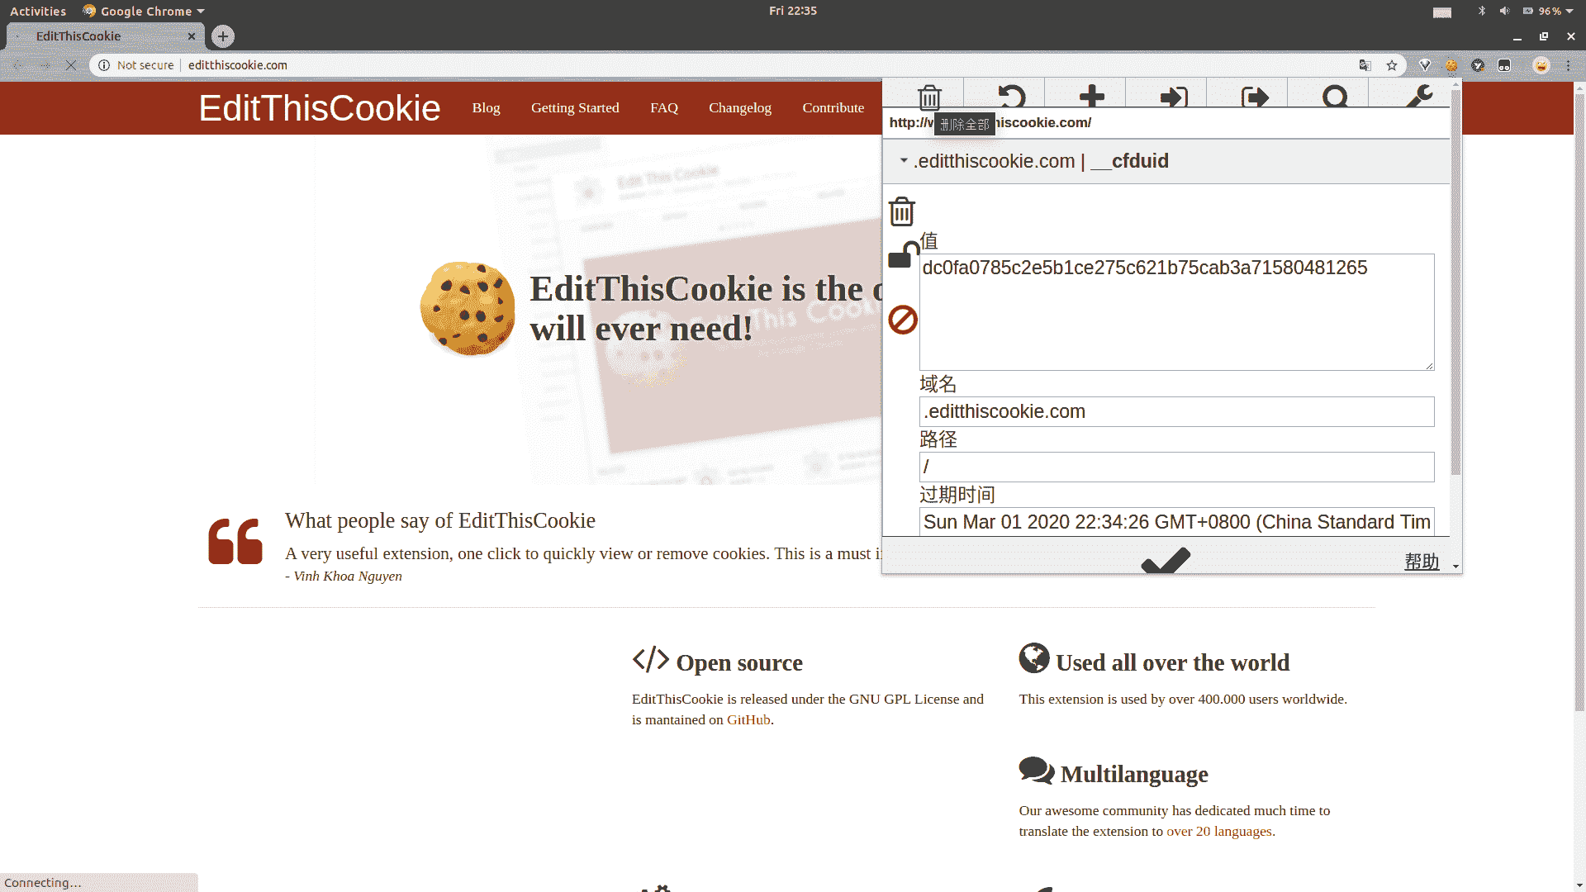 Activities
Google Chrome
Fri 22:35
96%
EditThisCookie
Not secure
editthiscookie.com
EditThisCookie
Blog
Getting Started
FAQ
Changelog
Contribute
删除全部
iscookie.com/
.editthiscookie.com | __cfduid
值
dc0fa0785c2e5b1ce275c621b75cab3a71580481265
域名
.editthiscookie.com
路径
/
过期时间
Sun Mar 01 2020 22:34:26 GMT+0800 (China Standard Tim
帮助
Edit This Cookie
EditThisCookie is the
will ever need!
What people say of EditThisCookie
A very useful extension, one click to quickly view or remove cookies. This is a must
- Vinh Khoa Nguyen
Open source
EditThisCookie is released under the GNU GPL License and
is mantained on GitHub.
Used all over the world
This extension is used by over 400.000 users worldwide.
Multilanguage
Our awesome community has dedicated much time to
translate the extension to over 20 languages.
Connecting...